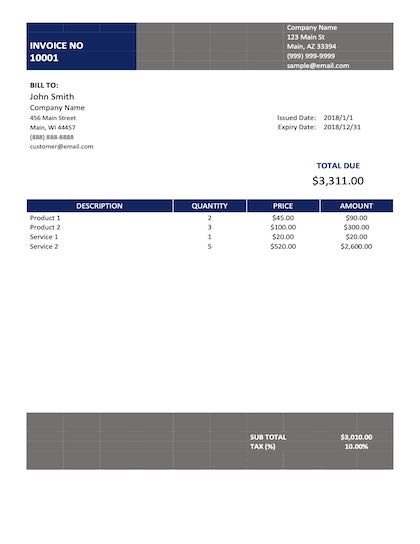 Company Name
123 Main St
INVOICE NO
Main, AZ 33394
10001
(999) 999-9999
sample@email.com
BILL TO:
John Smith
Company Name
456 Main Street
Issued Date: 2018/1/1
Main, WI 44457
Expiry Date: 2018/12/31
(888) 888-8888
customer@email.com
TOTAL DUE
$3,311.00
DESCRIPTION QUANTITY PRICE AMOUNT
Product 1 2 $45.00 $90.00
Product 2 3 $100.00 $300.00
Service 1 1 $20.00 $20.00
Service 2 5 $520.00 $2,600.00
SUB TOTAL $3,010.00
TAX (%) 10.00%